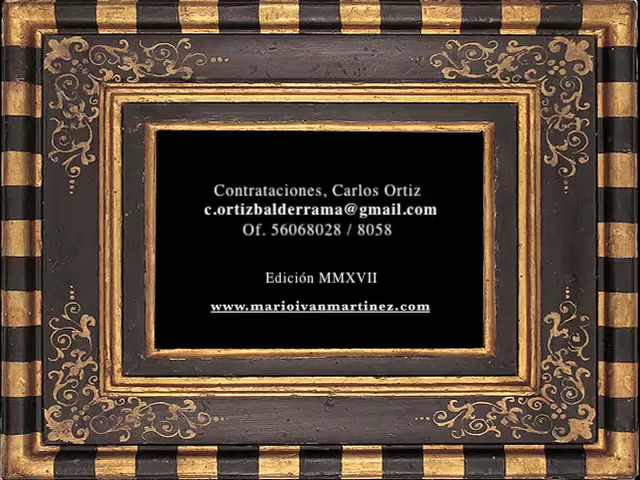 Contrataciones, Carlos Ortiz
c.ortizbalderrama@gmail.com
Of. 56068028 / 8058
Edición MMXVII
www.marioivanmartinez.com